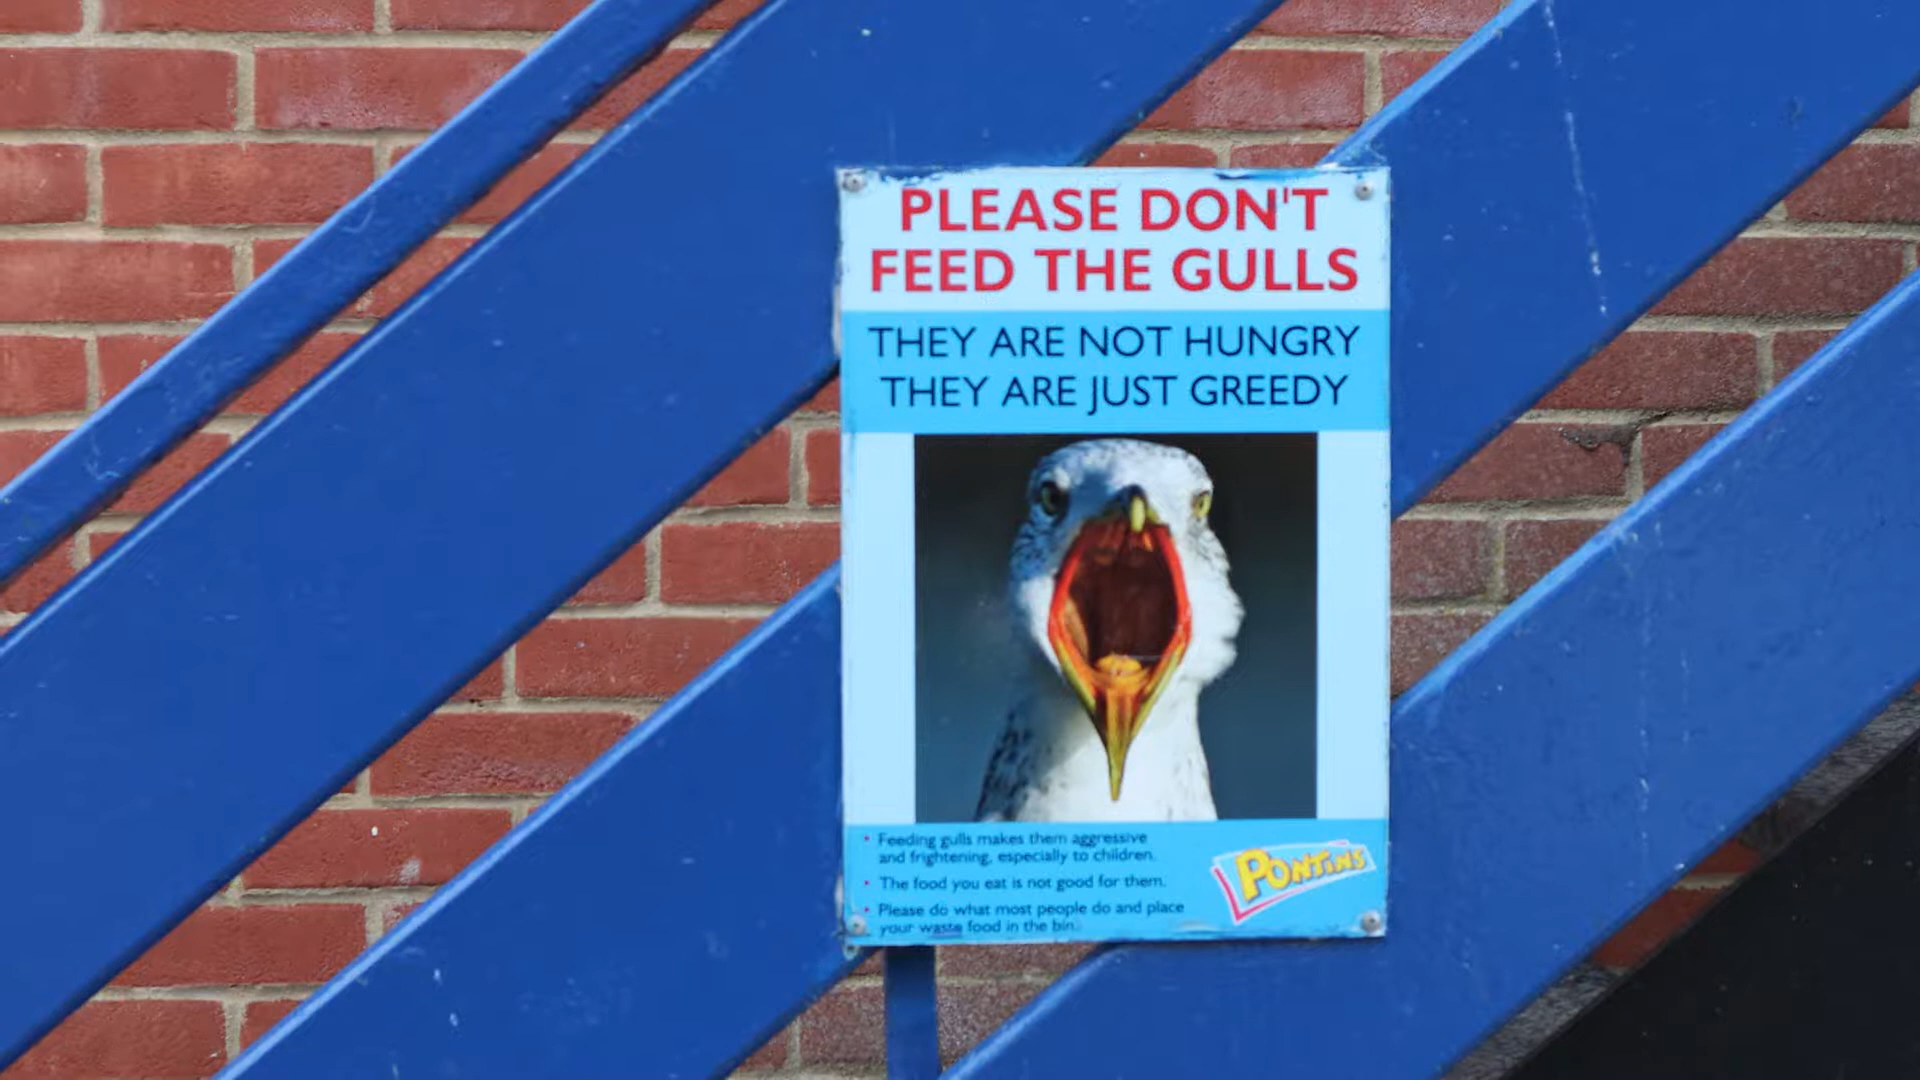 PLEASE DON'T
FEED THE GULLS
THEY ARE NOT HUNGRY
THEY ARE JUST GREEDY
• Feeding gulls makes them aggressive
and frightening, especially to children.
• The food you eat is not good for them.
• Please do what most people do and place
your waste food in the bin.
PONTINS